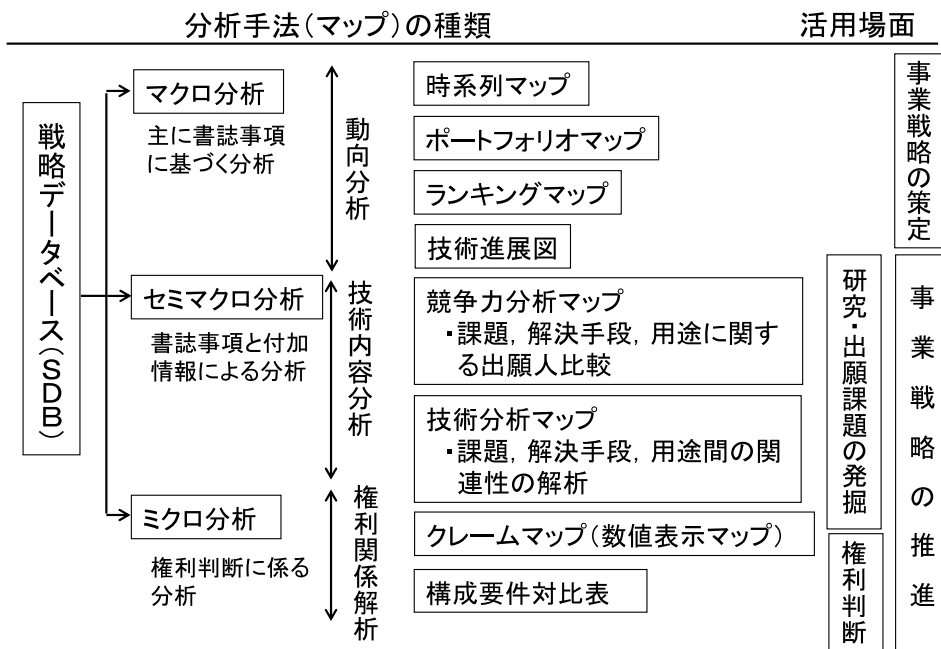 分析手法(マップ)の種類
活用場面
戦略データベース(SDB)
マクロ分析
主に書誌事項
に基づく分析
セミマクロ分析
書誌事項と付加
情報による分析
ミクロ分析
権利判断に係る
分析
動向分析
技術内容分析
権利関係解析
時系列マップ
ポートフォリオマップ
ランキングマップ
技術進展図
競争力分析マップ
・課題, 解決手段, 用途に関す
る出願人比較
技術分析マップ
・課題, 解決手段, 用途間の関
連性の解析
クレームマップ(数値表示マップ)
構成要件対比表
研究・出願課題の発掘
権利判断
事業戦略の策定
事業戦略の推進